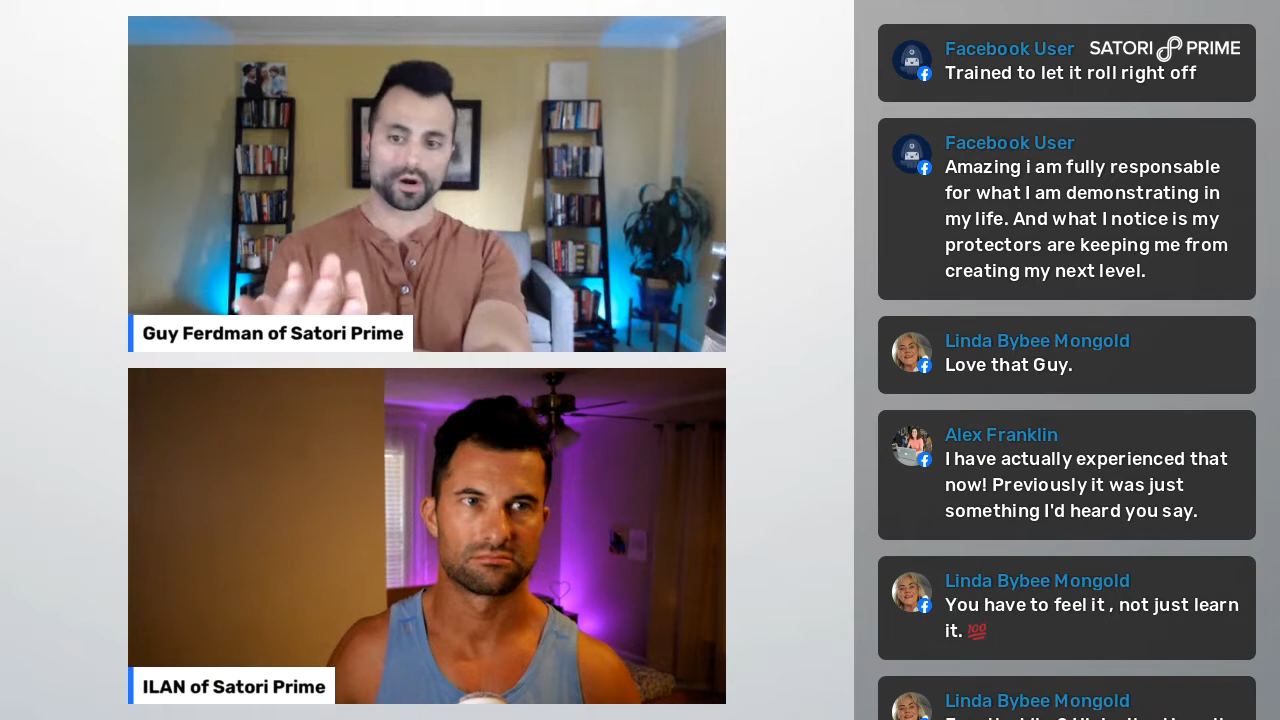 Guy Ferdman of Satori Prime
ILAN of Satori Prime
SATORI PRIME
Facebook User
Trained to let it roll right off
Facebook User
Amazing i am fully responsable
for what I am demonstrating in
my life. And what I notice is my
protectors are keeping me from
creating my next level.
Linda Bybee Mongold
Love that Guy.
Alex Franklin
I have actually experienced that
now! Previously it was just
something I'd heard you say.
Linda Bybee Mongold
You have to feel it , not just learn
it. 💯
Linda Bybee Mongold